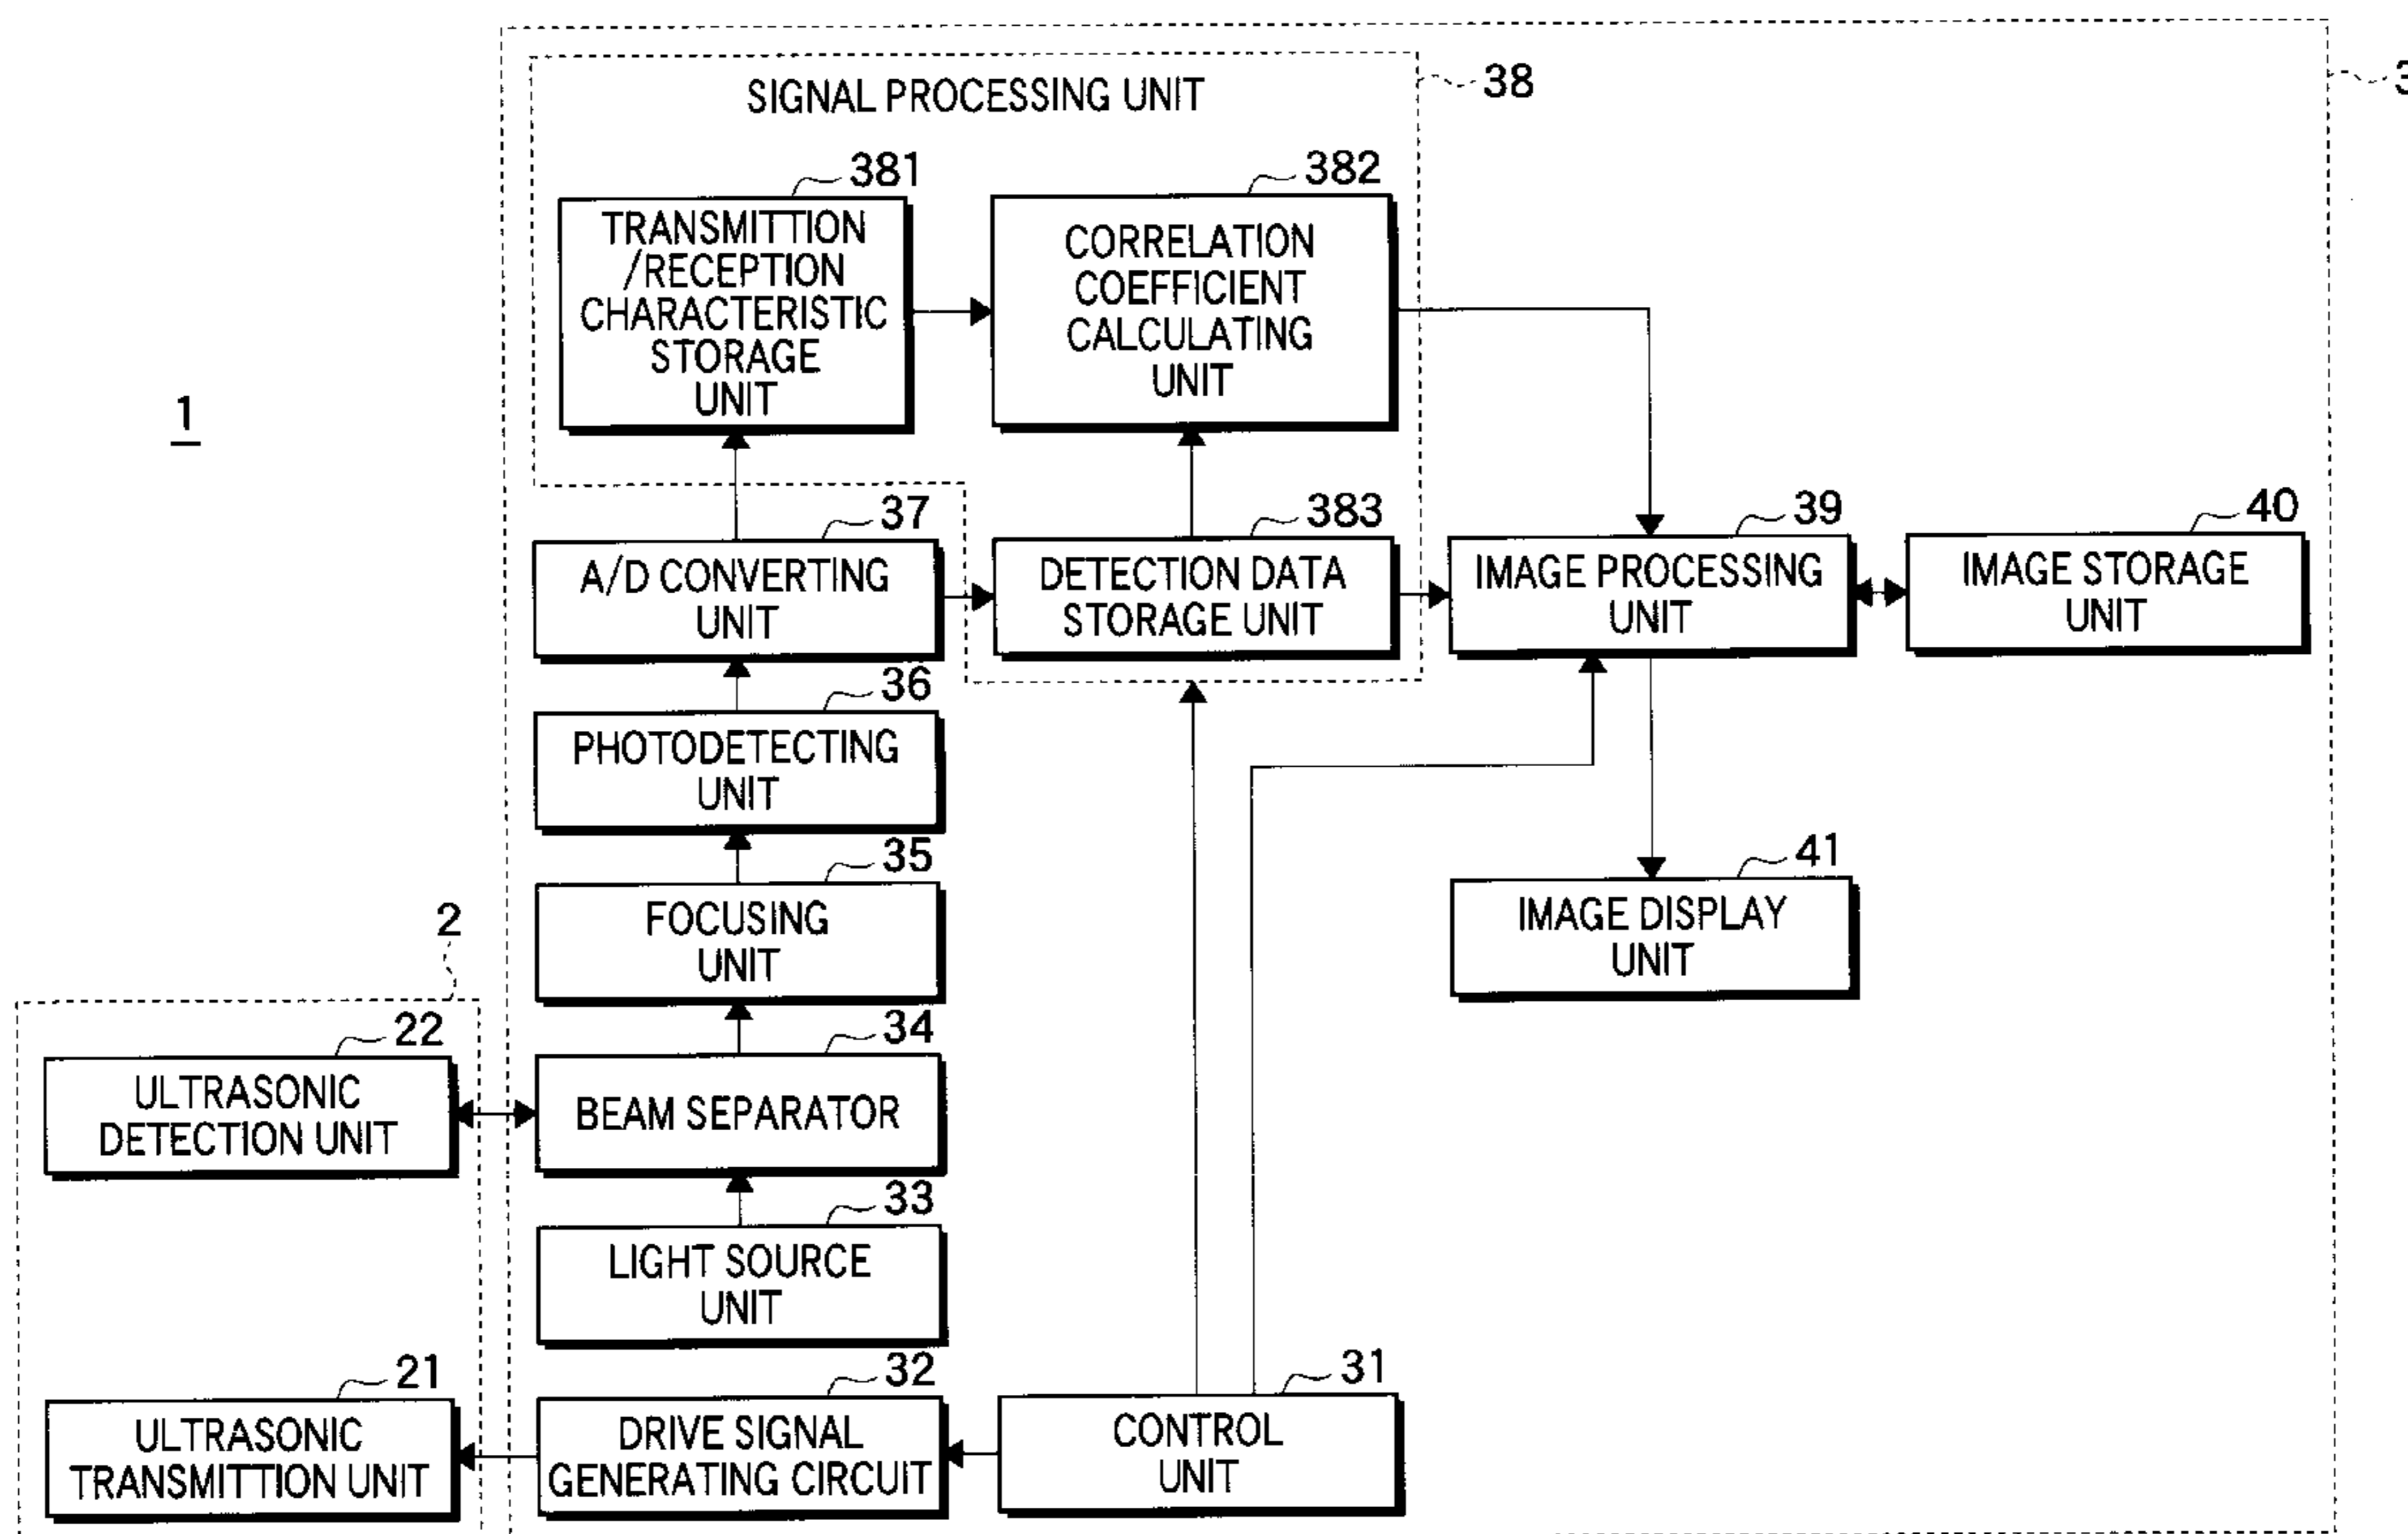 SIGNAL PROCESSING UNIT
38
3
381
382
TRANSMITTION
/RECEPTION
CHARACTERISTIC
STORAGE
UNIT
CORRELATION
COEFFICIENT
CALCULATING
UNIT
1
37
383
39
40
A/D CONVERTING
UNIT
DETECTION DATA
STORAGE UNIT
IMAGE PROCESSING
UNIT
IMAGE STORAGE
UNIT
36
PHOTODETECTING
UNIT
35
41
FOCUSING
UNIT
IMAGE DISPLAY
UNIT
2
22
34
ULTRASONIC
DETECTION UNIT
BEAM SEPARATOR
33
LIGHT SOURCE
UNIT
21
32
31
ULTRASONIC
TRANSMITTION UNIT
DRIVE SIGNAL
GENERATING CIRCUIT
CONTROL
UNIT